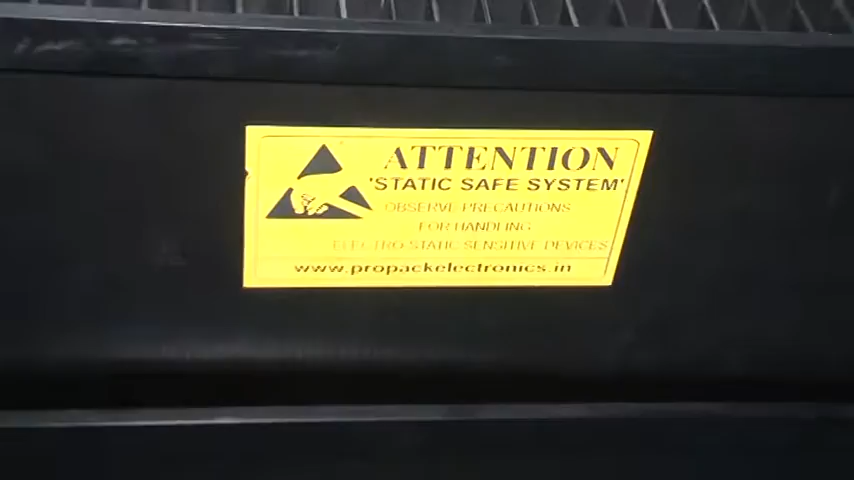 ATTENTION
'STATIC SAFE SYSTEM'
OBSERVE PRECAUTIONS
FOR HANDLING
ELECTRO STATIC SENSITIVE DEVICES
www.propackelectronics.in